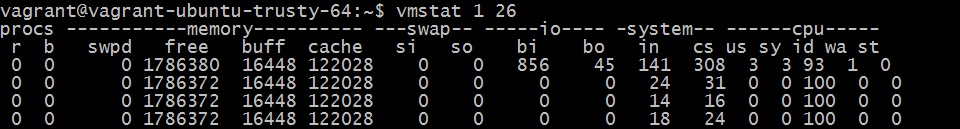 vagrant@vagrant-ubuntu-trusty-64:~$ vmstat 1 26
procs -----------memory---------- ---swap-- -----io---- -system-- ------cpu-----
 r  b   swpd   free   buff  cache   si   so    bi    bo   in   cs us sy id wa st
 0  0      0 1786380  16448 122028    0    0   856    45  141  308  3  3 93  1  0
 0  0      0 1786372  16448 122028    0    0     0     0   24   31  0  0 100  0  0
 0  0      0 1786372  16448 122028    0    0     0     0   14   16  0  0 100  0  0
 0  0      0 1786372  16448 122028    0    0     0     0   18   24  0  0 100  0  0